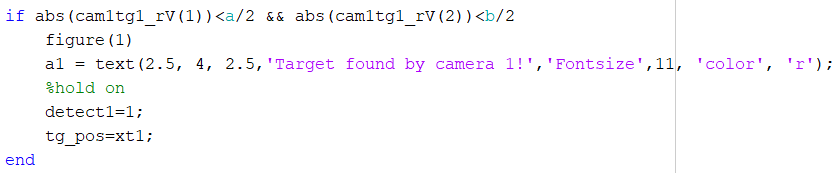 if abs(cam1tg1_rV(1))<a/2 && abs(cam1tg1_rV(2))<b/2
    figure(1)
    a1 = text(2.5, 4, 2.5,'Target found by camera 1!','Fontsize',11, 'color', 'r');
    %hold on
    detect1=1;
    tg_pos=xt1;
end